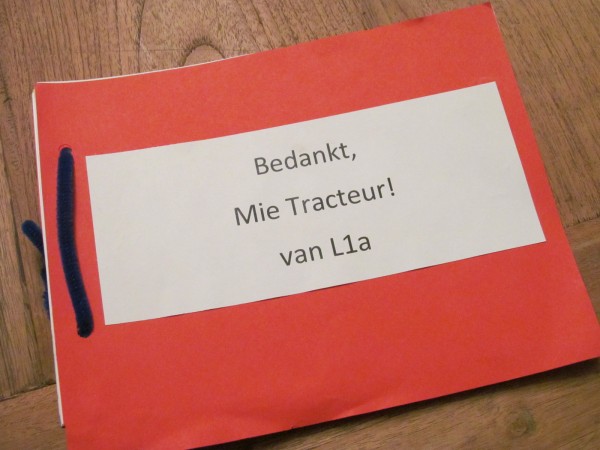 Bedankt,
Mie Tracteur!
van L1a